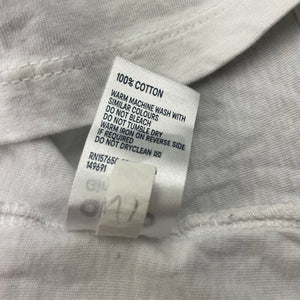 100% COTTON
WARM MACHINE WASH WITH
SIMILAR COLOURS
DO NOT BLEACH
DO NOT TUMBLE DRY
WARM IRON ON REVERSE SIDE
IF REQUIRED
DO NOT DRYCLEAN
149691